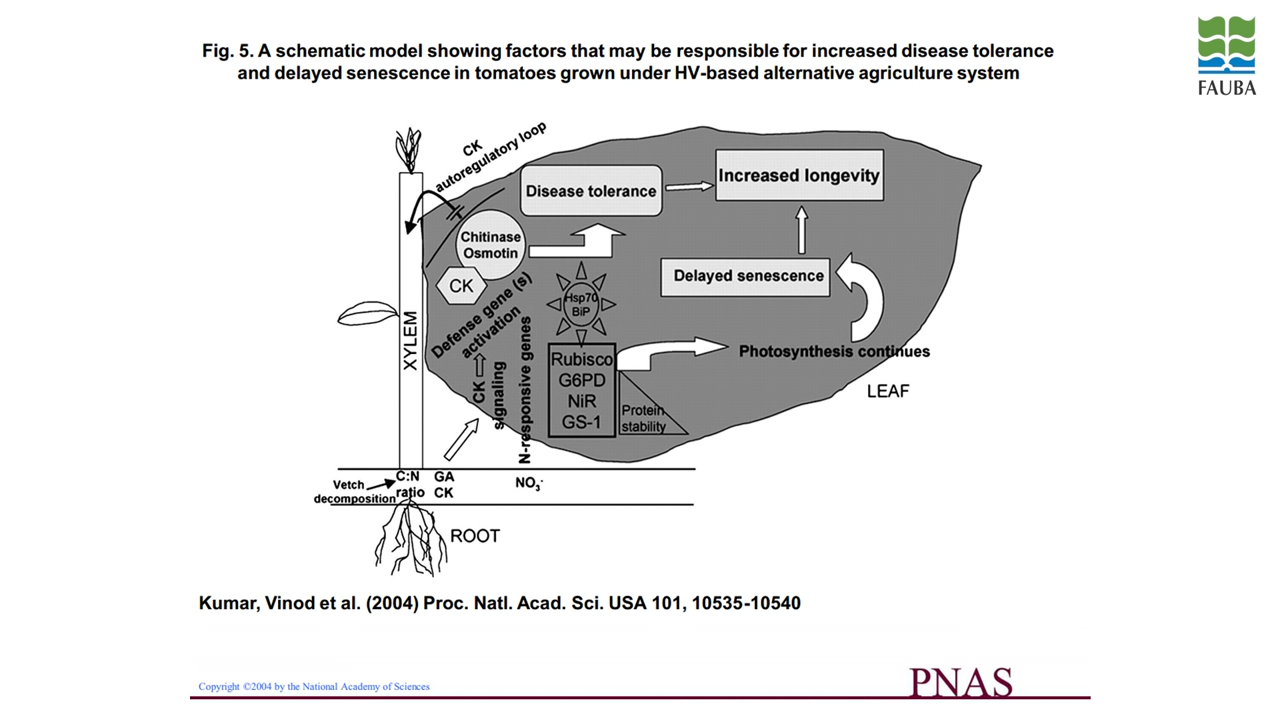 Fig. 5. A schematic model showing factors that may be responsible for increased disease tolerance
and delayed senescence in tomatoes grown under HV-based alternative agriculture system
FAUBA
CK
autoregulatory loop
Disease tolerance
Increased longevity
Chitinase
Osmotin
CK
Delayed senescence
Hsp70
BiP
Defense gene (s)
activation
XYLEM
CK
signaling
N-responsive genes
Rubisco
G6PD
NiR
GS-1
Protein
stability
Photosynthesis continues
LEAF
Vetch
decomposition
C:N
ratio
GA
CK
NO3-
ROOT
Kumar, Vinod et al. (2004) Proc. Natl. Acad. Sci. USA 101, 10535-10540
Copyright ©2004 by the National Academy of Sciences
PNAS